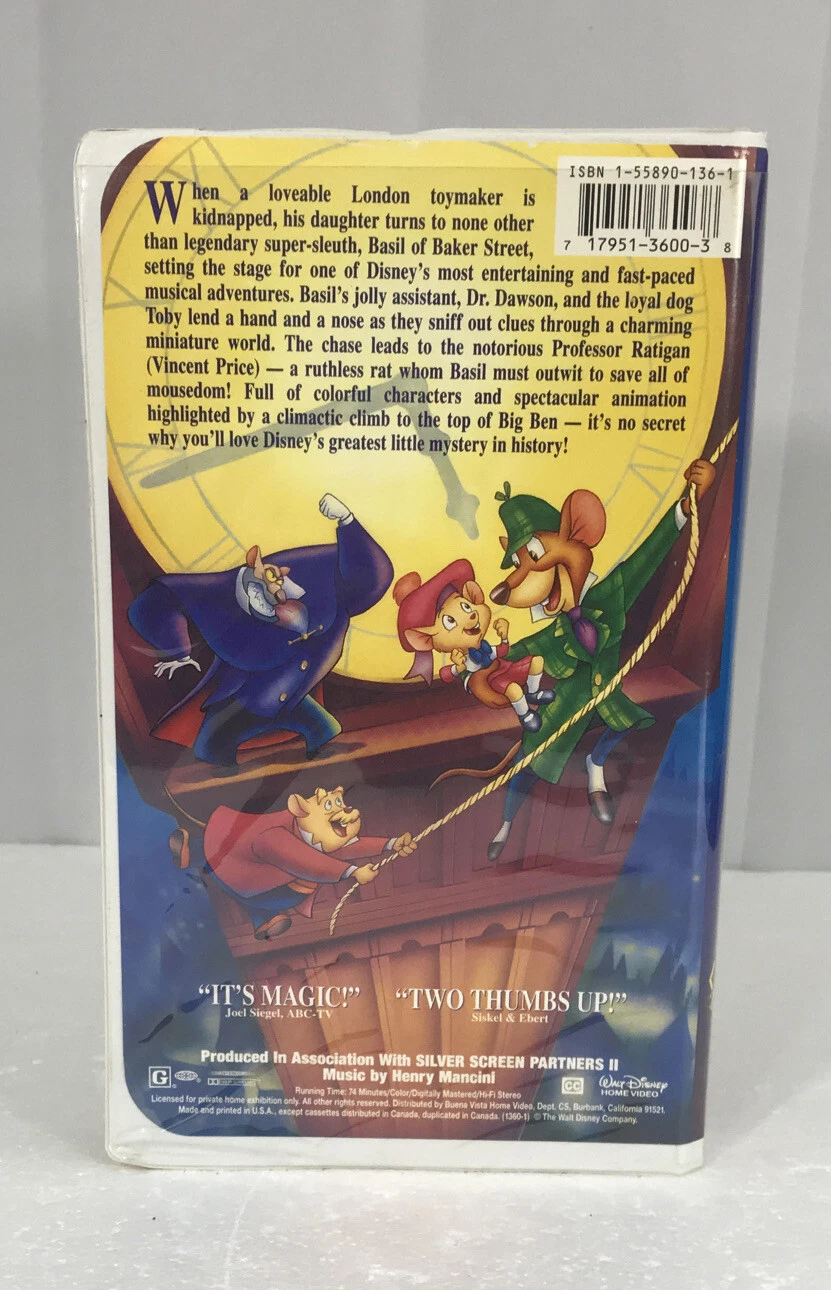 ISBN 1-55890-136-1
7 17951-3600-3 8
When a loveable London toymaker is
kidnapped, his daughter turns to none other
than legendary super-sleuth, Basil of Baker Street,
setting the stage for one of Disney's most entertaining and fast-paced
musical adventures. Basil's jolly assistant, Dr. Dawson, and the loyal dog
Toby lend a hand and a nose as they sniff out clues through a charming
miniature world. The chase leads to the notorious Professor Ratigan
(Vincent Price) — a ruthless rat whom Basil must outwit to save all of
mousedom! Full of colorful characters and spectacular animation
highlighted by a climactic climb to the top of Big Ben — it's no secret
why you'll love Disney's greatest little mystery in history!
"IT'S MAGIC!"
Joel Siegel, ABC-TV
"TWO THUMBS UP!"
Siskel & Ebert
Produced In Association With SILVER SCREEN PARTNERS II
Music by Henry Mancini
G
CC
Walt Disney
HOME VIDEO
Running Time: 74 Minutes/Color/Digitally Mastered/Hi-Fi Stereo
Licensed for private home exhibition only. All other rights reserved. Distributed by Buena Vista Home Video, Dept. CS, Burbank, California 91521.
Made and printed in U.S.A., except cassettes distributed in Canada, duplicated in Canada. (1360-1) © The Walt Disney Company.